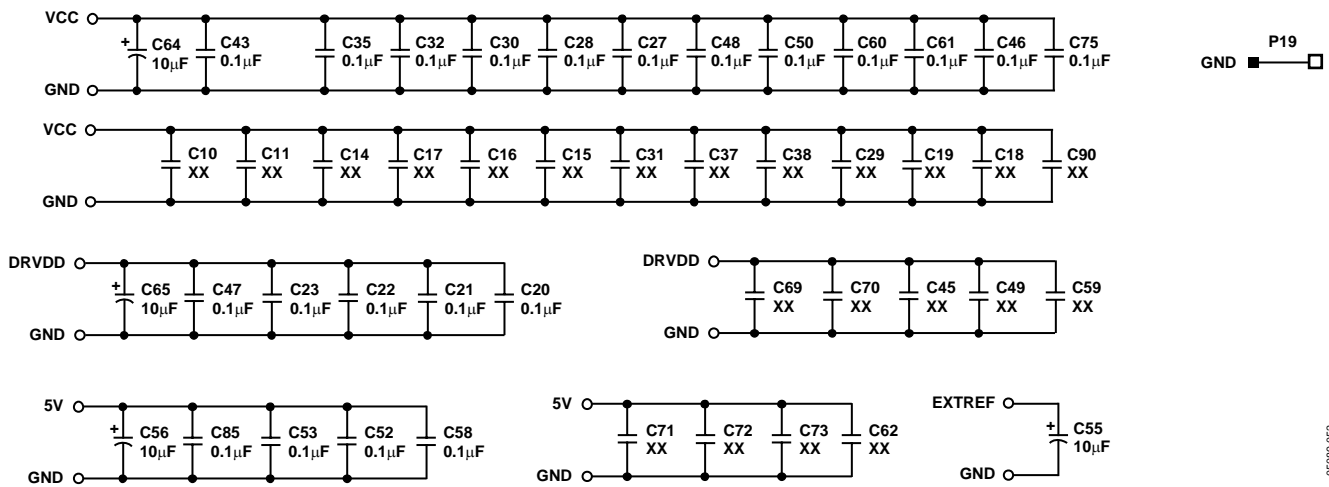 VCC
C64
10µF
C43
0.1µF
C35
0.1µF
C32
0.1µF
C30
0.1µF
C28
0.1µF
C27
0.1µF
C48
0.1µF
C50
0.1µF
C60
0.1µF
C61
0.1µF
C46
0.1µF
C75
0.1µF
GND
+
GND
P19
VCC
C10
XX
C11
XX
C14
XX
C17
XX
C16
XX
C15
XX
C31
XX
C37
XX
C38
XX
C29
XX
C19
XX
C18
XX
C90
XX
GND
DRVDD
+
C65
10µF
C47
0.1µF
C23
0.1µF
C22
0.1µF
C21
0.1µF
C20
0.1µF
GND
DRVDD
C69
XX
C70
XX
C45
XX
C49
XX
C59
XX
GND
5V
+
C56
10µF
C85
0.1µF
C53
0.1µF
C52
0.1µF
C58
0.1µF
GND
5V
C71
XX
C72
XX
C73
XX
C62
XX
GND
EXTREF
+
C55
10µF
GND